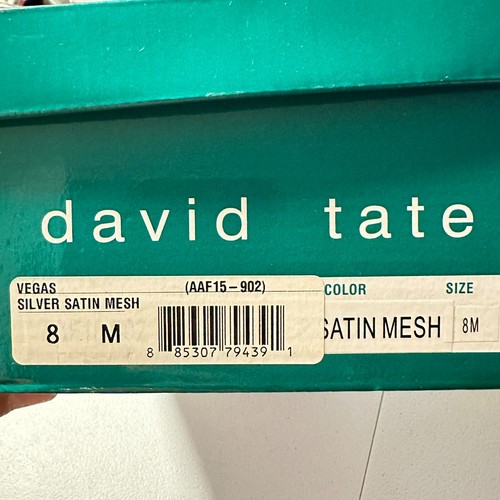 david tate
VEGAS (AAF15-902)
SILVER SATIN MESH
8 M
8 85307 79439 1
COLOR SIZE
SATIN MESH 8M